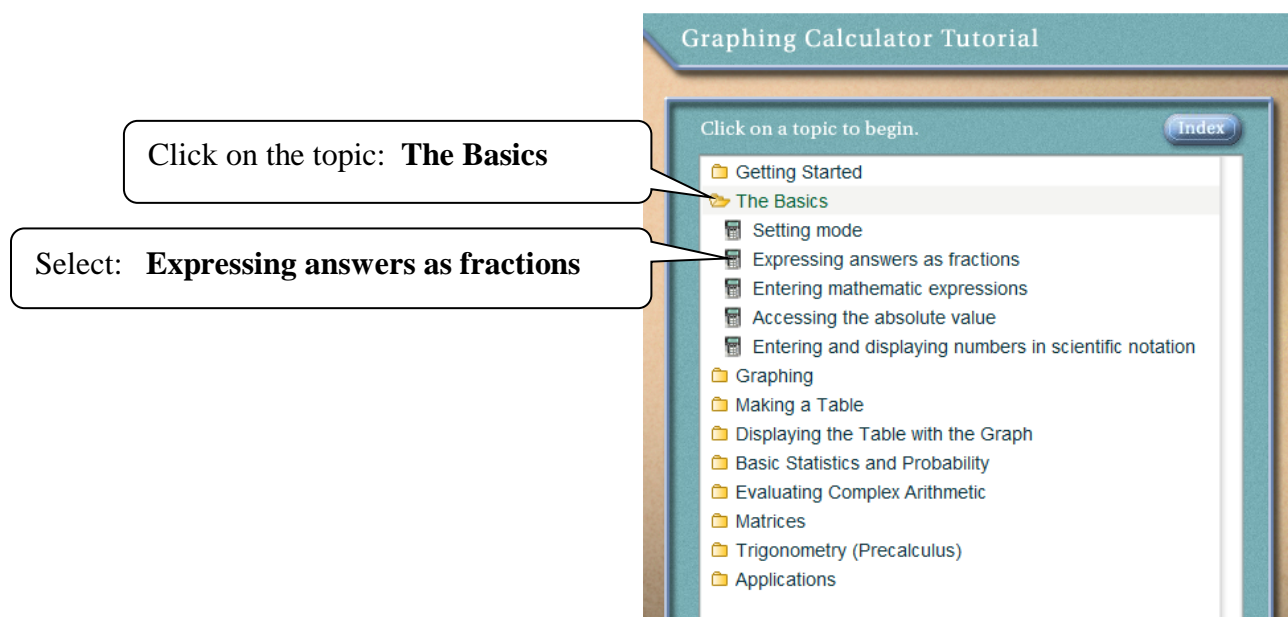 Graphing Calculator Tutorial
Click on a topic to begin.
Index
Click on the topic: The Basics
Select: Expressing answers as fractions
Getting Started
The Basics
Setting mode
Expressing answers as fractions
Entering mathematic expressions
Accessing the absolute value
Entering and displaying numbers in scientific notation
Graphing
Making a Table
Displaying the Table with the Graph
Basic Statistics and Probability
Evaluating Complex Arithmetic
Matrices
Trigonometry (Precalculus)
Applications